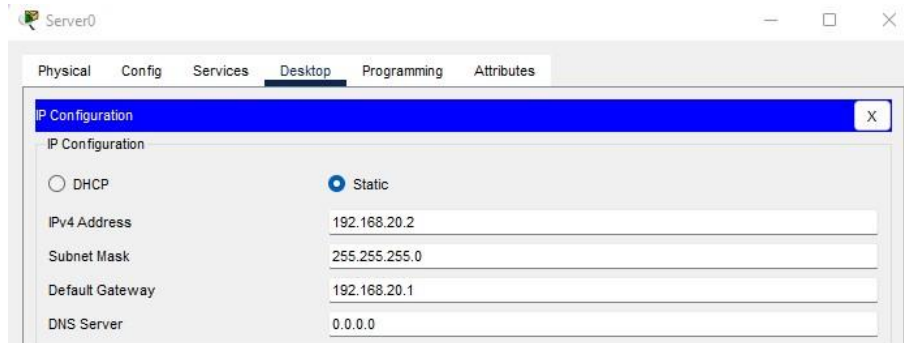 Server0
Physical Config Services Desktop Programming Attributes
IP Configuration X
IP Configuration
DHCP Static
IPv4 Address 192.168.20.2
Subnet Mask 255.255.255.0
Default Gateway 192.168.20.1
DNS Server 0.0.0.0